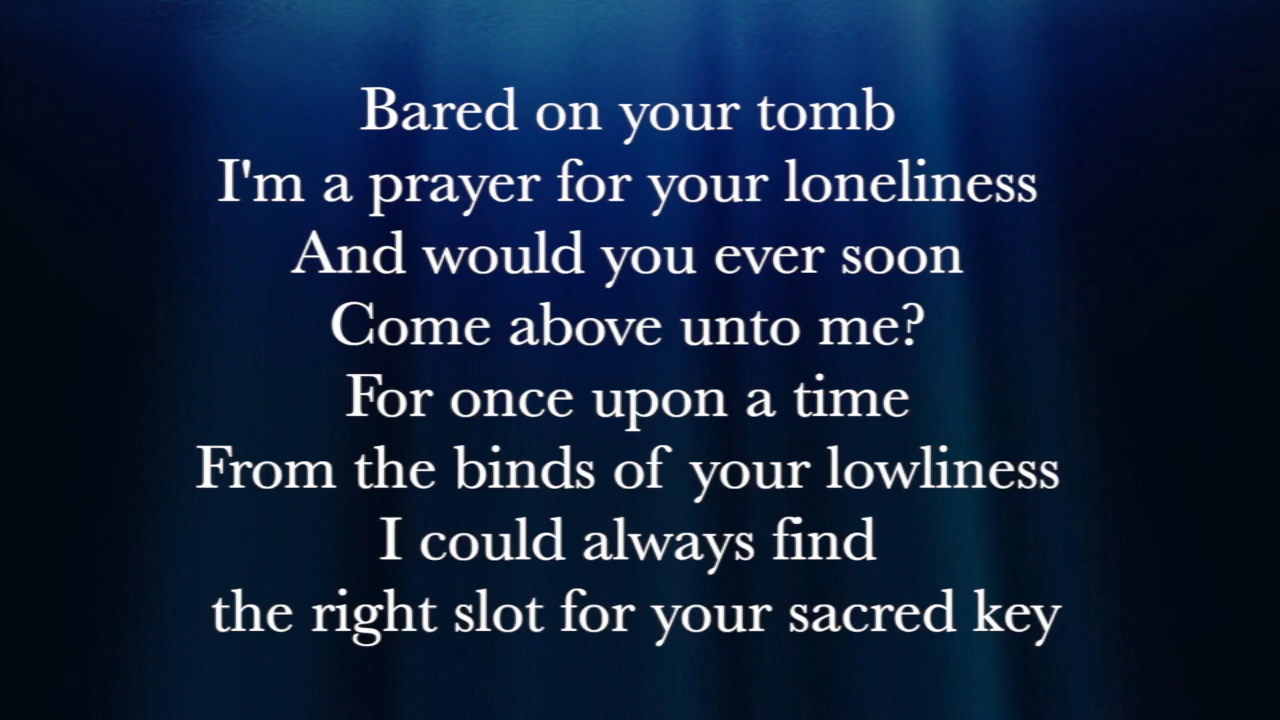 Bared on your tomb
I'm a prayer for your loneliness
And would you ever soon
Come above unto me?
For once upon a time
From the binds of your lowliness
I could always find
the right slot for your sacred key